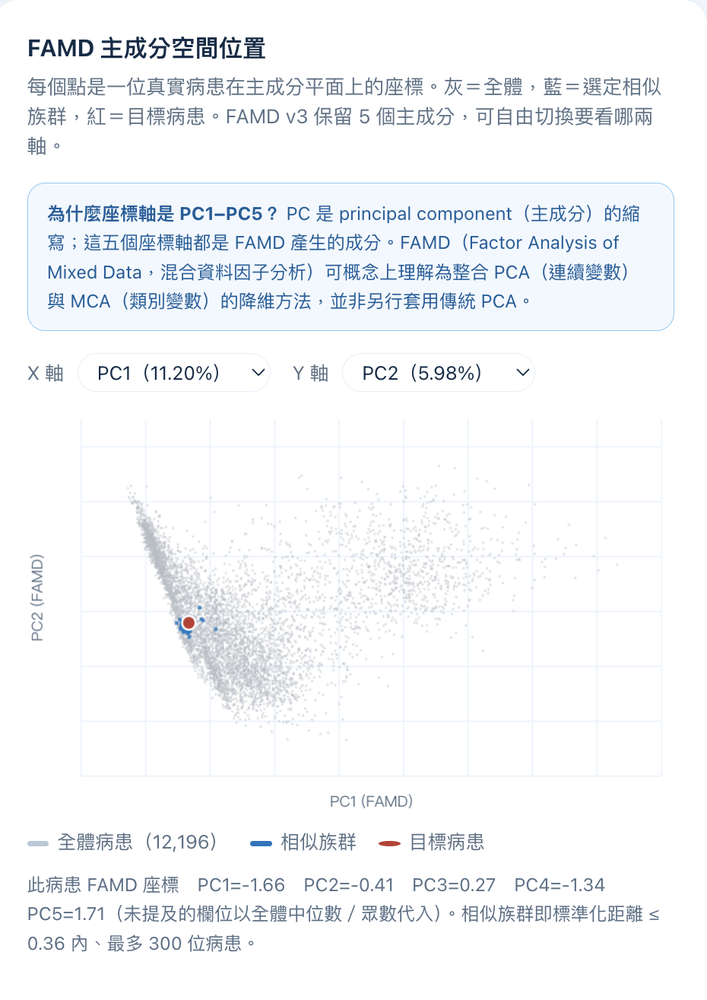 FAMD 主成分空間位置
每個點是一位真實病患在主成分平面上的座標。灰＝全體，藍＝選定相似
族群，紅＝目標病患。FAMD v3 保留 5 個主成分，可自由切換要看哪兩
軸。
為什麼座標軸是 PC1–PC5？ PC 是 principal component（主成分）的縮
寫；這五個座標軸都是 FAMD 產生的成分。FAMD（Factor Analysis of
Mixed Data，混合資料因子分析）可概念上理解為整合 PCA（連續變數）
與 MCA（類別變數）的降維方法，並非另行套用傳統 PCA。
X 軸 PC1（11.20%） Y 軸 PC2（5.98%）
PC2 (FAMD)
PC1 (FAMD)
全體病患（12,196） 相似族群 目標病患
此病患 FAMD 座標 PC1=-1.66 PC2=-0.41 PC3=0.27 PC4=-1.34
PC5=1.71（未提及的欄位以全體中位數 / 眾數代入）。相似族群即標準化距離 ≤
0.36 內、最多 300 位病患。